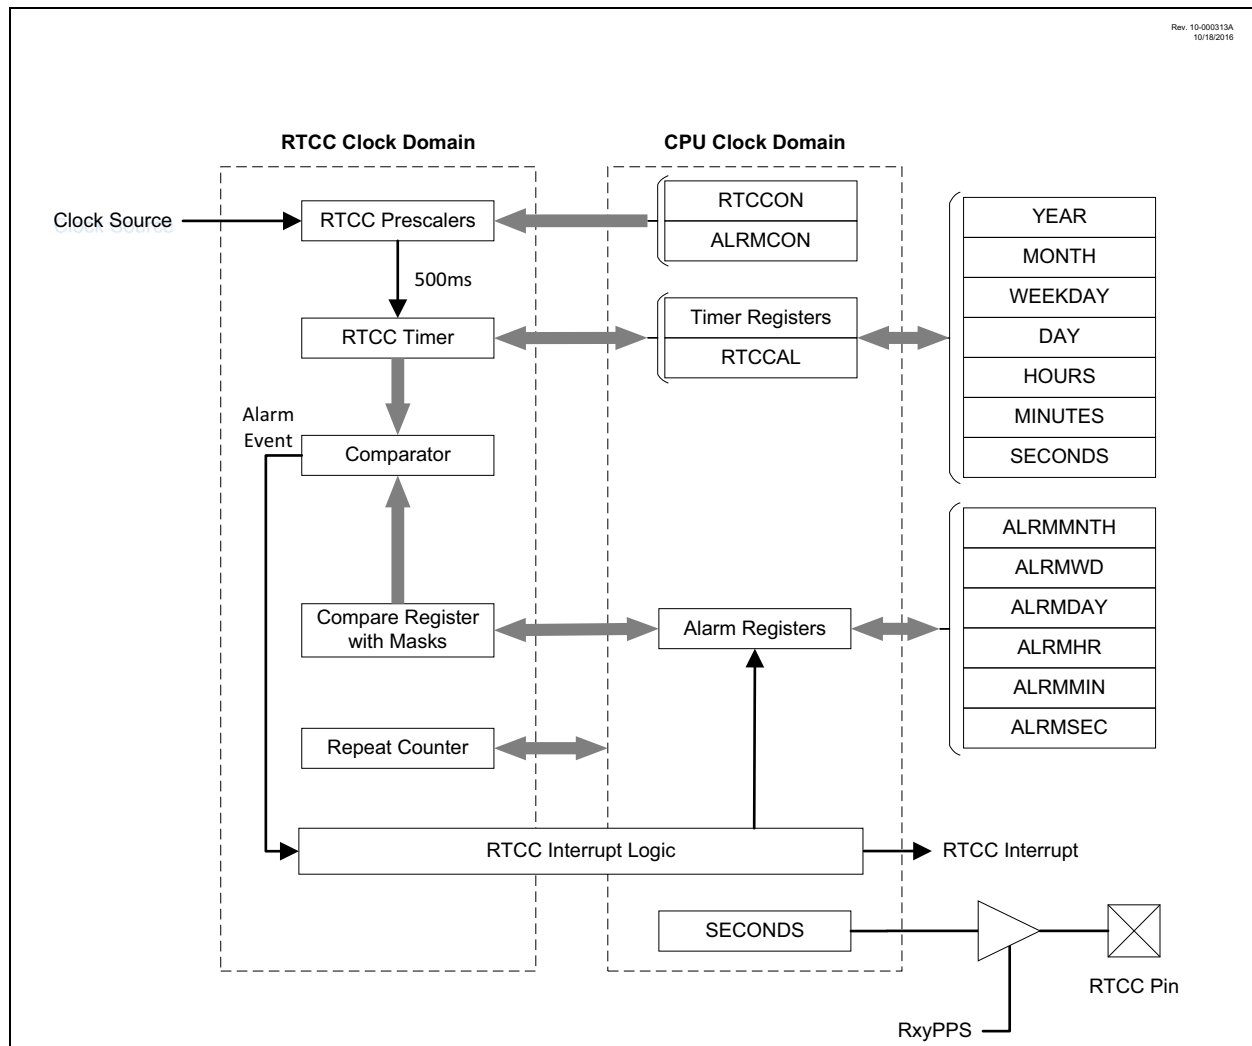 Rev. 10-000313A
10/18/2016
RTCC Clock Domain
CPU Clock Domain
Clock Source
RTCC Prescalers
RTCCON
ALRMCON
500ms
RTCC Timer
Timer Registers
RTCCAL
YEAR
MONTH
WEEKDAY
DAY
HOURS
MINUTES
SECONDS
Alarm
Event
Comparator
Compare Register
with Masks
Alarm Registers
ALRMMNTH
ALRMWD
ALRMDAY
ALRMHR
ALRMMIN
ALRMSEC
Repeat Counter
RTCC Interrupt Logic
RTCC Interrupt
SECONDS
RTCC Pin
RxyPPS